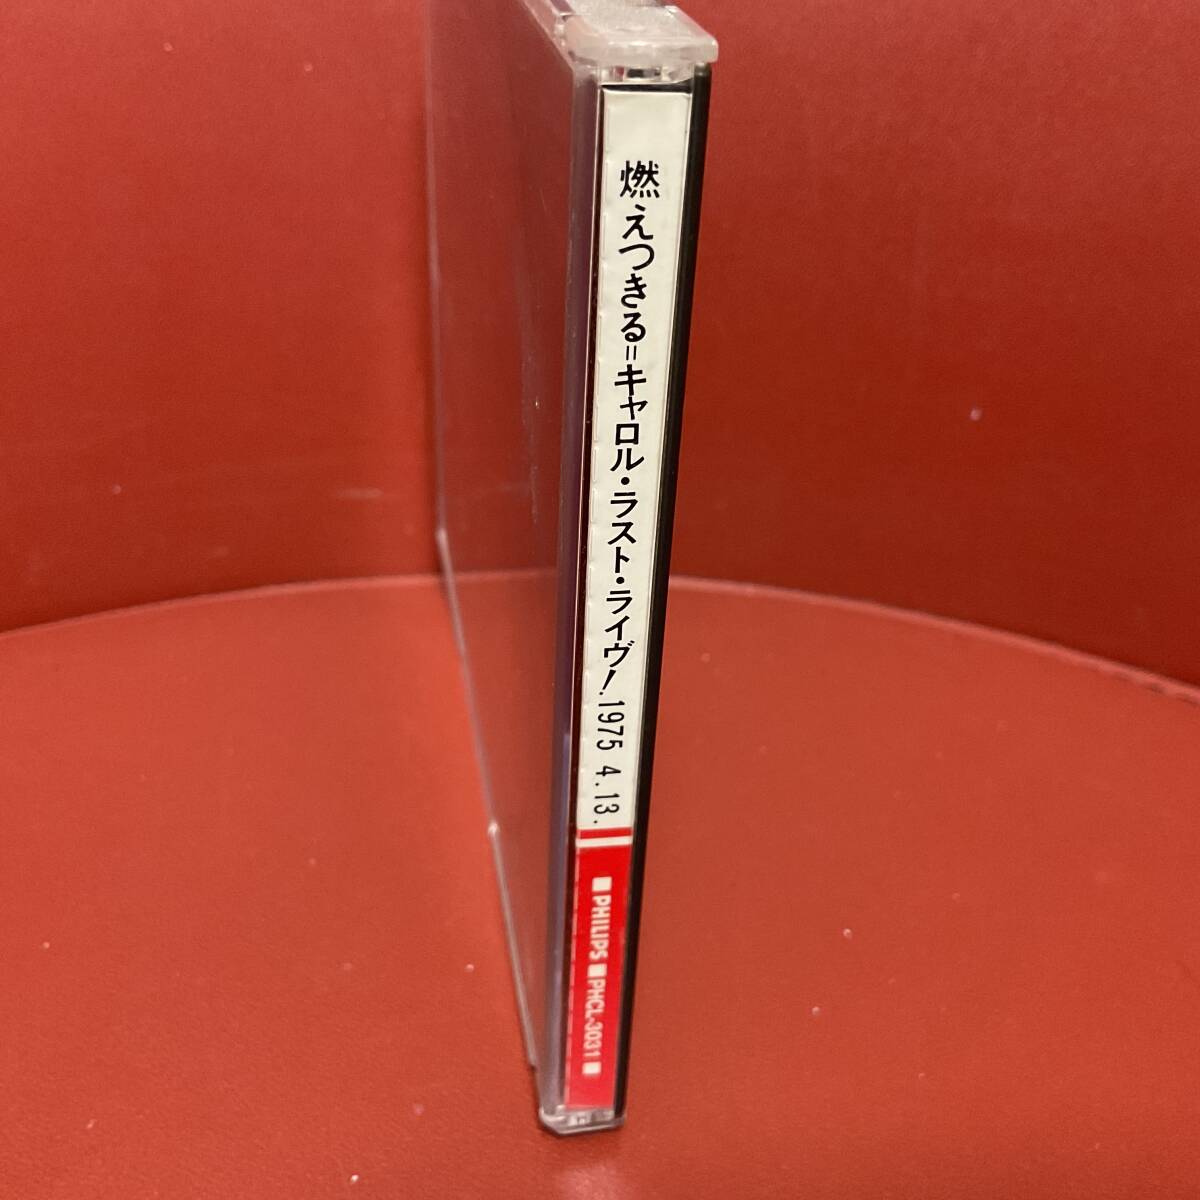 燃えつきる=キャロル・ラスト・ライヴ!.1975 4.13.
■PHILIPS■PHCL-3031■